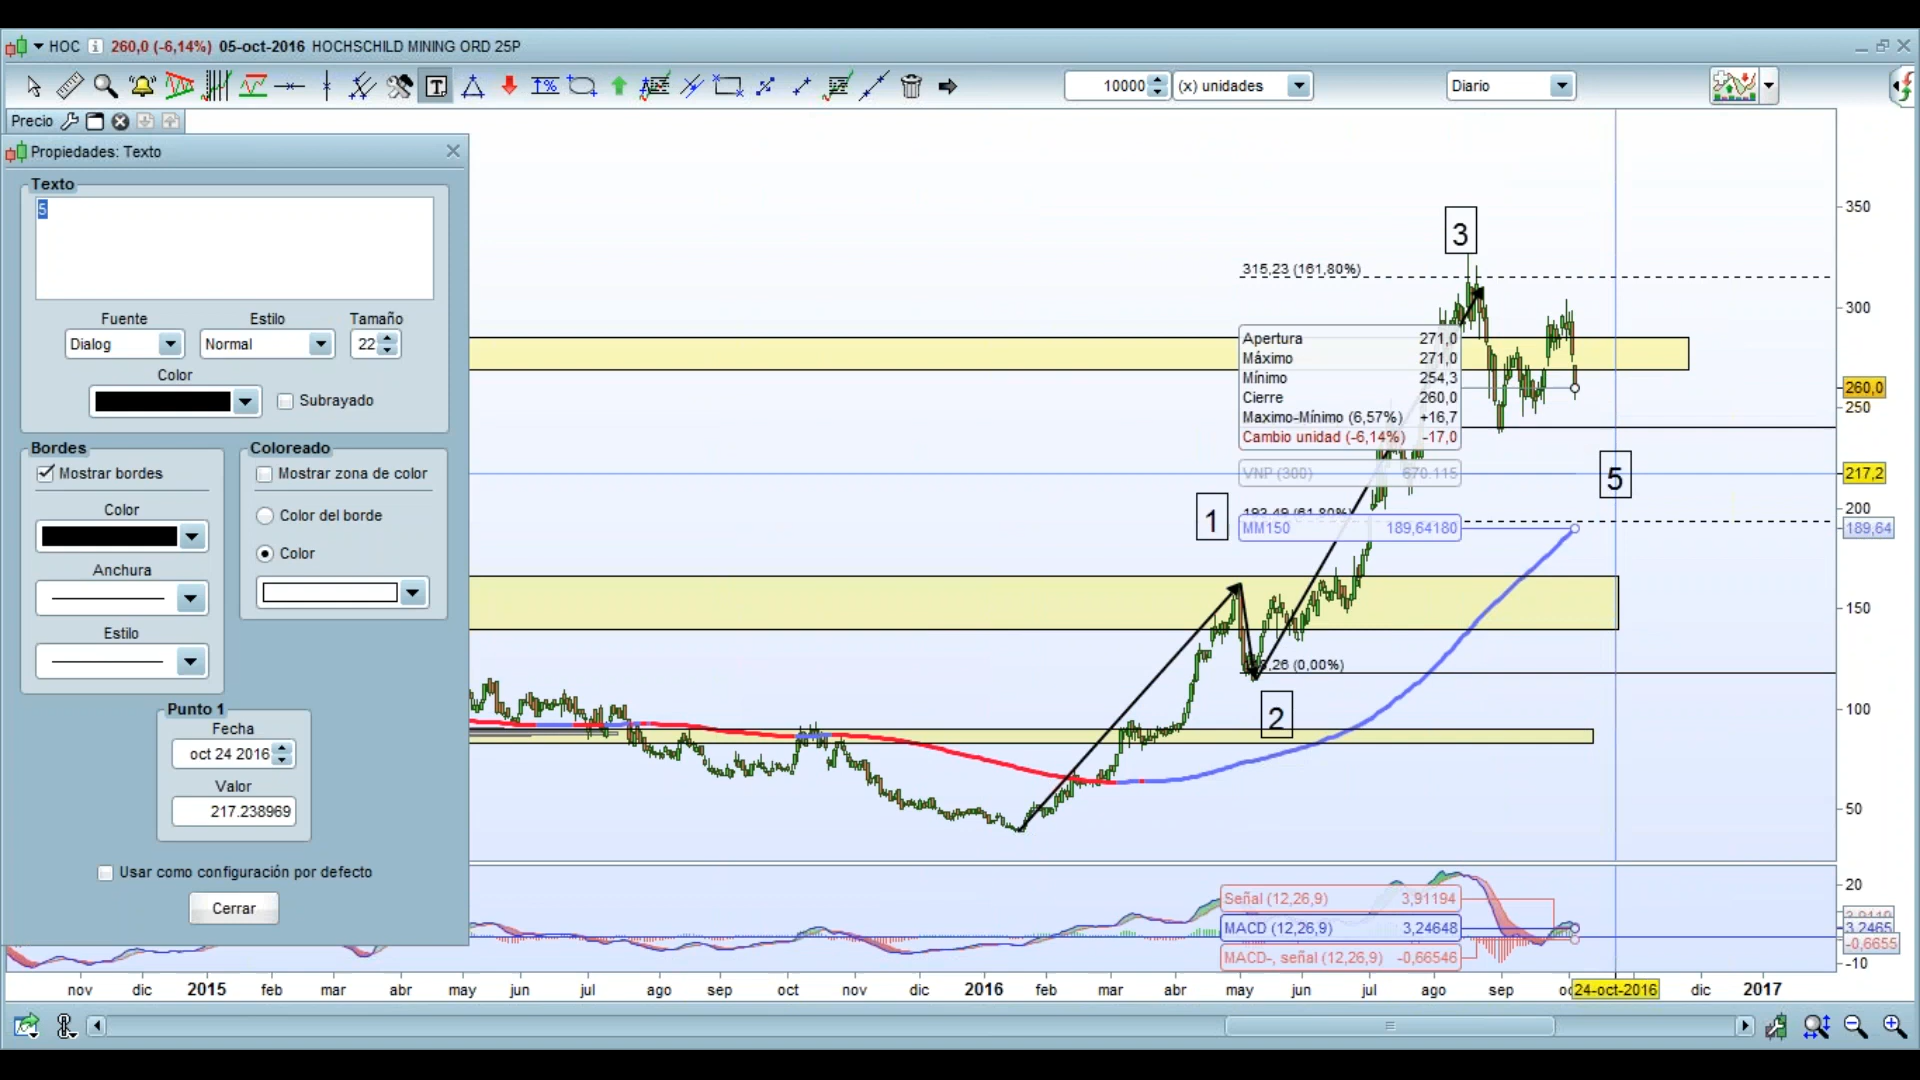 HOC 260,0 (-6,14%) 05-oct-2016 HOCHSCHILD MINING ORD 25P
10000 (x) unidades Diario
Precio
Propiedades: Texto
Texto
5
Fuente Estilo Tamaño
Dialog Normal 22
Color
Subrayado
Bordes
Mostrar bordes
Color
Anchura
Estilo
Coloreado
Mostrar zona de color
Color del borde
Color
Punto 1
Fecha
oct 24 2016
Valor
217.238969
Usar como configuración por defecto
Cerrar
3
315,23 (161,80%)
Apertura 271,0
Máximo 271,0
Mínimo 254,3
Cierre 260,0
Maximo-Mínimo (6,57%) +16,7
Cambio unidad (-6,14%) -17,0
VNP (300) 670.115
5
1
193,49 (61,80%)
MM150 189,64180
,26 (0,00%)
2
350
300
260,0
250
217,2
200
189,64
150
100
50
Señal (12,26,9) 3,91194
MACD (12,26,9) 3,24648
MACD-, señal (12,26,9) -0,66546
20
3,2465
-0,6655
-10
nov dic 2015 feb mar abr may jun jul ago sep oct nov dic 2016 feb mar abr may jun jul ago sep 24-oct-2016 dic 2017